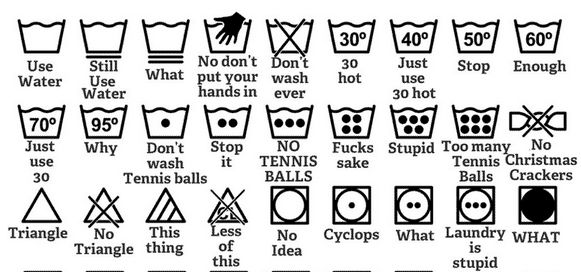 30° 40° 50° 60°
Use
Water
Still
Use
Water
What
No don't
put your
hands in
Don't
wash
ever
30
hot
Just
use
30 hot
Stop
Enough
70° 95°
Just
use
30
Why
Don't
wash
Tennis balls
Stop
it
NO
TENNIS
BALLS
Fucks
sake
Stupid
Too many
Tennis
Balls
No
Christmas
Crackers
CL
Triangle
No
Triangle
This
thing
Less
of
this
No
Idea
Cyclops
What
Laundry
is
stupid
WHAT